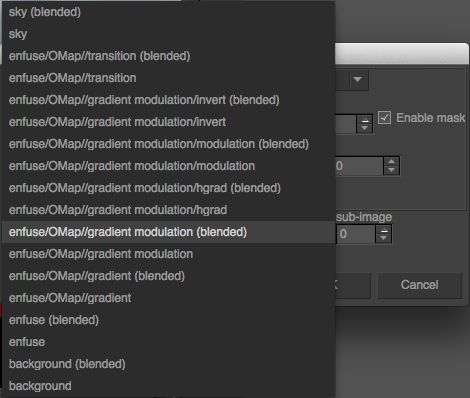 sky (blended)
sky
enfuse/OMap//transition (blended)
enfuse/OMap//transition
enfuse/OMap//gradient modulation/invert (blended)
enfuse/OMap//gradient modulation/invert
Enable mask
enfuse/OMap//gradient modulation/modulation (blended)
enfuse/OMap//gradient modulation/modulation
0
enfuse/OMap//gradient modulation/hgrad (blended)
enfuse/OMap//gradient modulation/hgrad
sub-image
enfuse/OMap//gradient modulation (blended)
0
enfuse/OMap//gradient modulation
enfuse/OMap//gradient (blended)
Cancel
enfuse/OMap//gradient
enfuse (blended)
enfuse
background (blended)
background